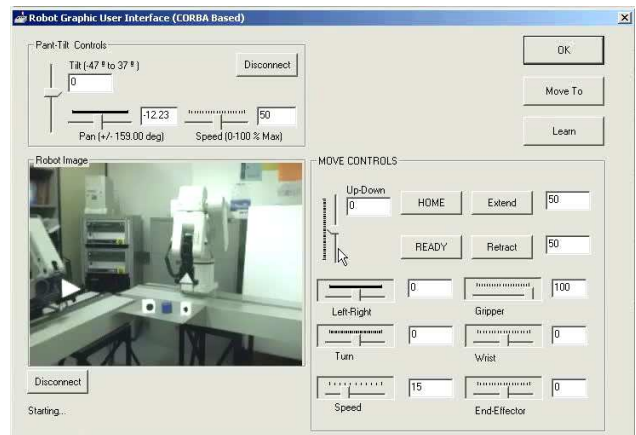 Robot Graphic User Interface (CORBA Based)
Pant-Tilt Controls
Tilt (-47 º to 37 º )
0
Disconnect
-12.23
50
Pan (+/- 159.00 deg)
Speed (0-100 % Max)
OK
Move To
Learn
Robot Image
Disconnect
Starting...
MOVE CONTROLS
Up-Down
0
HOME
Extend
50
READY
Retract
50
0
100
Left-Right
Gripper
0
0
Turn
Wrist
15
0
Speed
End-Effector